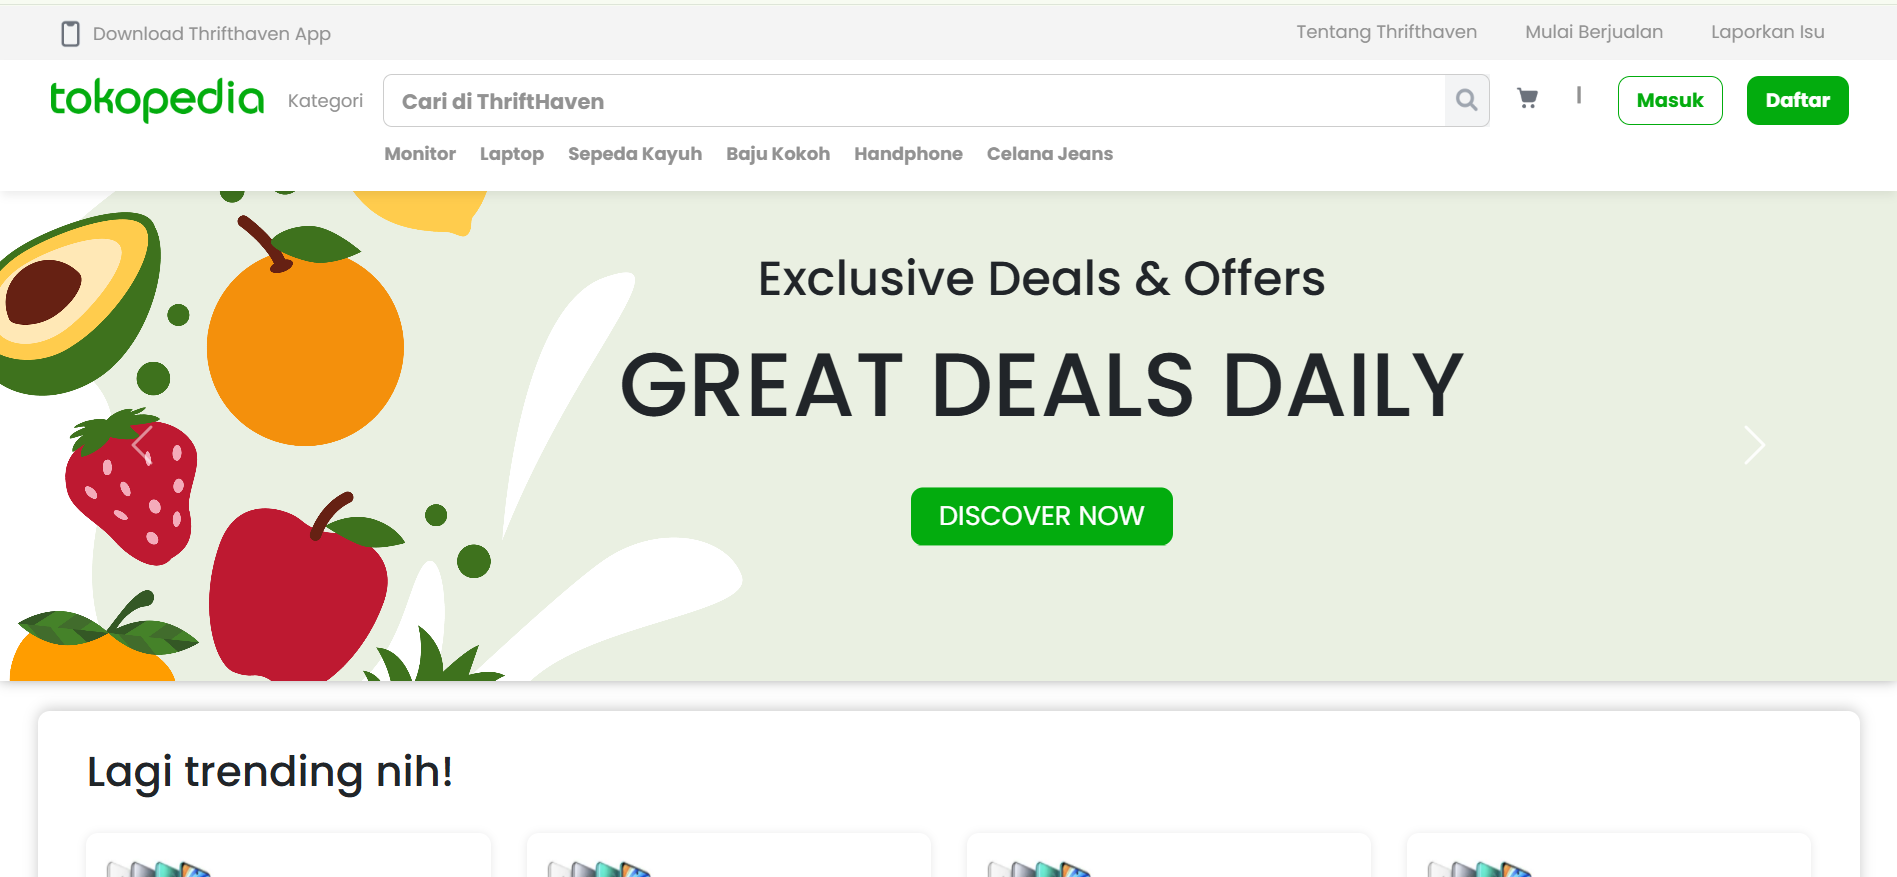 Download Thrifthaven App
Tentang Thrifthaven Mulai Berjualan Laporkan Isu
tokopedia Kategori Cari di ThriftHaven Masuk Daftar
Monitor Laptop Sepeda Kayuh Baju Kokoh Handphone Celana Jeans
Exclusive Deals & Offers
GREAT DEALS DAILY
DISCOVER NOW
Lagi trending nih!